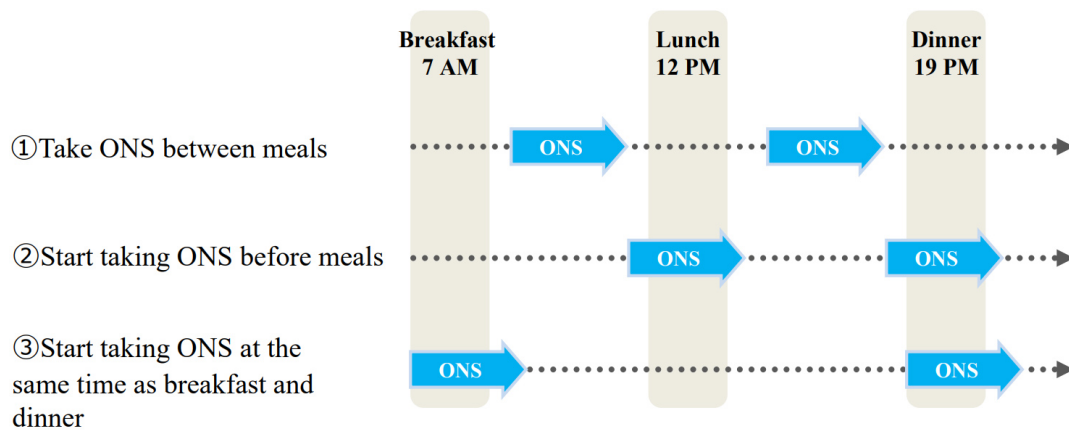 Breakfast
7 AM
Lunch
12 PM
Dinner
19 PM
①Take ONS between meals
ONS
ONS
②Start taking ONS before meals
ONS
ONS
③Start taking ONS at the
same time as breakfast and
dinner
ONS
ONS